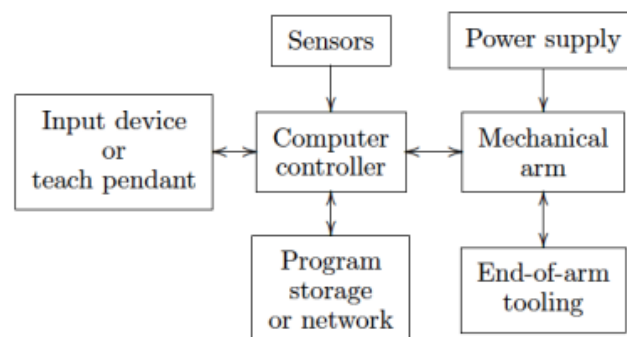 Sensors
Power supply
Input device
or
teach pendant
Computer
controller
Mechanical
arm
Program
storage
or network
End-of-arm
tooling